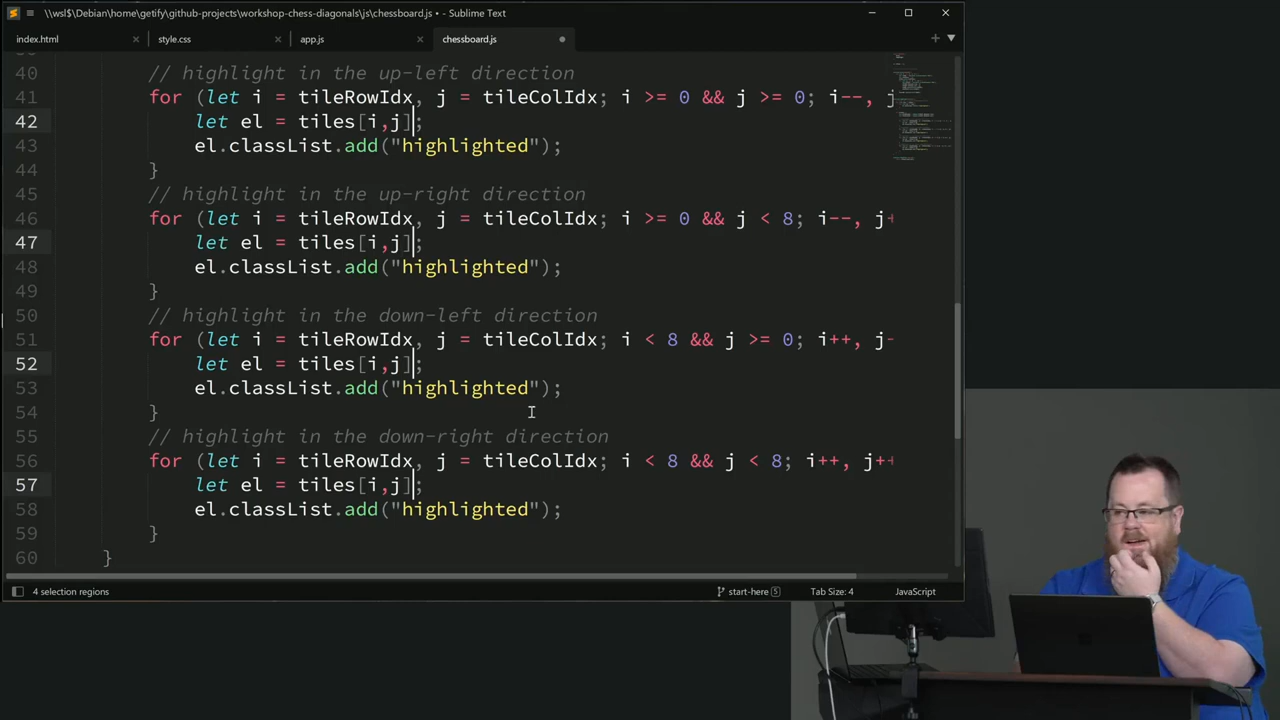 \\wsl$\Debian\home\getify\github-projects\workshop-chess-diagonals\js\chessboard.js • - Sublime Text
index.html
style.css
app.js
chessboard.js
40 // highlight in the up-left direction
41 for (let i = tileRowIdx, j = tileColIdx; i >= 0 && j >= 0; i--, j
42 let el = tiles[i,j];
43 el.classList.add("highlighted");
44 }
45 // highlight in the up-right direction
46 for (let i = tileRowIdx, j = tileColIdx; i >= 0 && j < 8; i--, j+
47 let el = tiles[i,j];
48 el.classList.add("highlighted");
49 }
50 // highlight in the down-left direction
51 for (let i = tileRowIdx, j = tileColIdx; i < 8 && j >= 0; i++, j-
52 let el = tiles[i,j];
53 el.classList.add("highlighted");
54 }
55 // highlight in the down-right direction
56 for (let i = tileRowIdx, j = tileColIdx; i < 8 && j < 8; i++, j++
57 let el = tiles[i,j];
58 el.classList.add("highlighted");
59 }
60 }
4 selection regions
start-here 5
Tab Size: 4
JavaScript